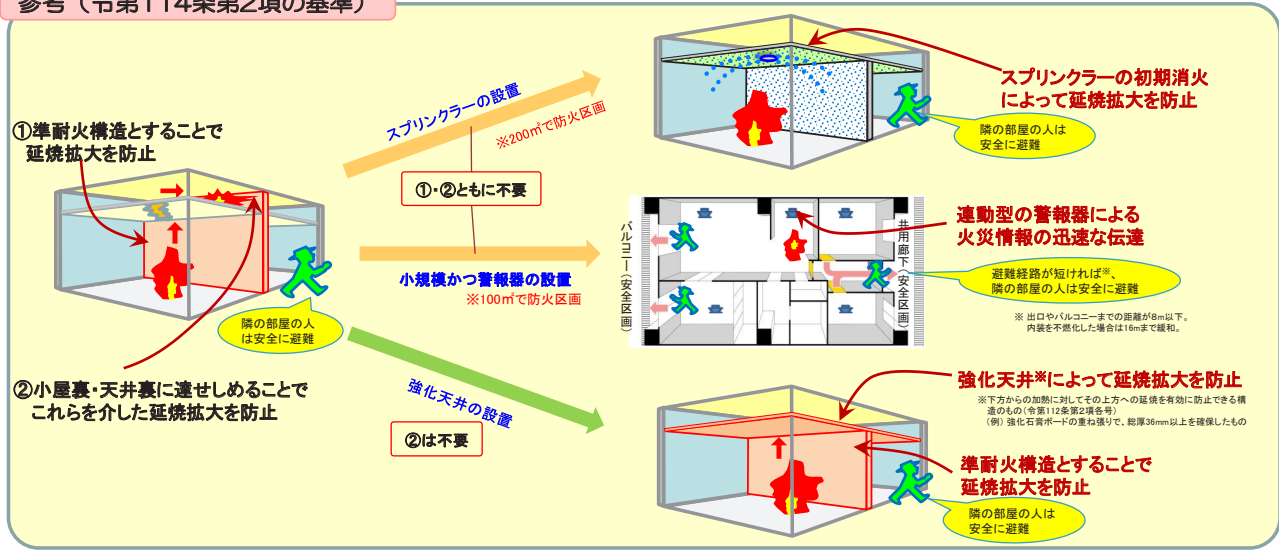 参考（令第114条第2項の基準）
①準耐火構造とすることで
延焼拡大を防止
隣の部屋の人
は安全に避難
②小屋裏・天井裏に達せしめることで
これらを介した延焼拡大を防止
スプリンクラーの設置
※200㎡で防火区画
①・②ともに不要
小規模かつ警報器の設置
※100㎡で防火区画
強化天井の設置
②は不要
スプリンクラーの初期消火
によって延焼拡大を防止
隣の部屋の人は
安全に避難
バルコニー（安全区画）
共用廊下（安全区画）
連動型の警報器による
火災情報の迅速な伝達
避難経路が短ければ※、
隣の部屋の人は安全に避難
※ 出口やバルコニーまでの距離が8m以下。
内装を不燃化した場合は16mまで緩和。
強化天井※によって延焼拡大を防止
※下方からの加熱に対してその上方への延焼を有効に防止できる構
造のもの（令第112条第2項各号）
（例）強化石膏ボードの重ね張りで、総厚36mm以上を確保したもの
準耐火構造とすることで
延焼拡大を防止
隣の部屋の人は
安全に避難